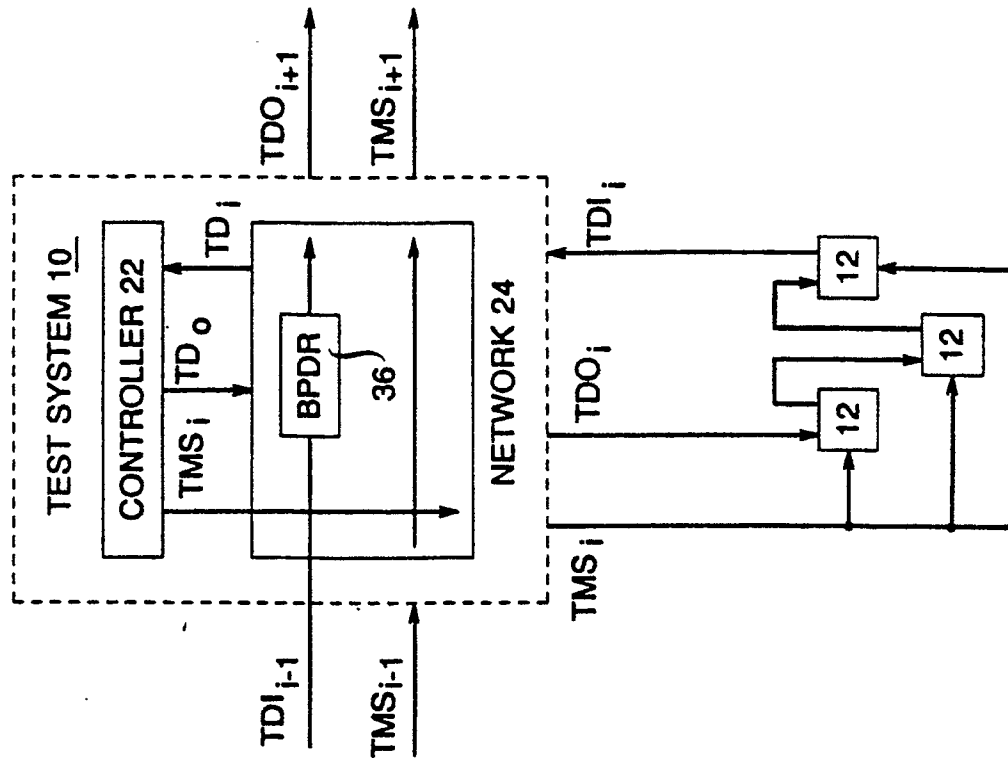 TEST SYSTEM 10
CONTROLLER 22
TMS i
TD o
TD i
BPDR
36
NETWORK 24
TDI i-1
TMS i-1
TDO i+1
TMS i+1
TMS i
TDO i
TDI i
12
12
12